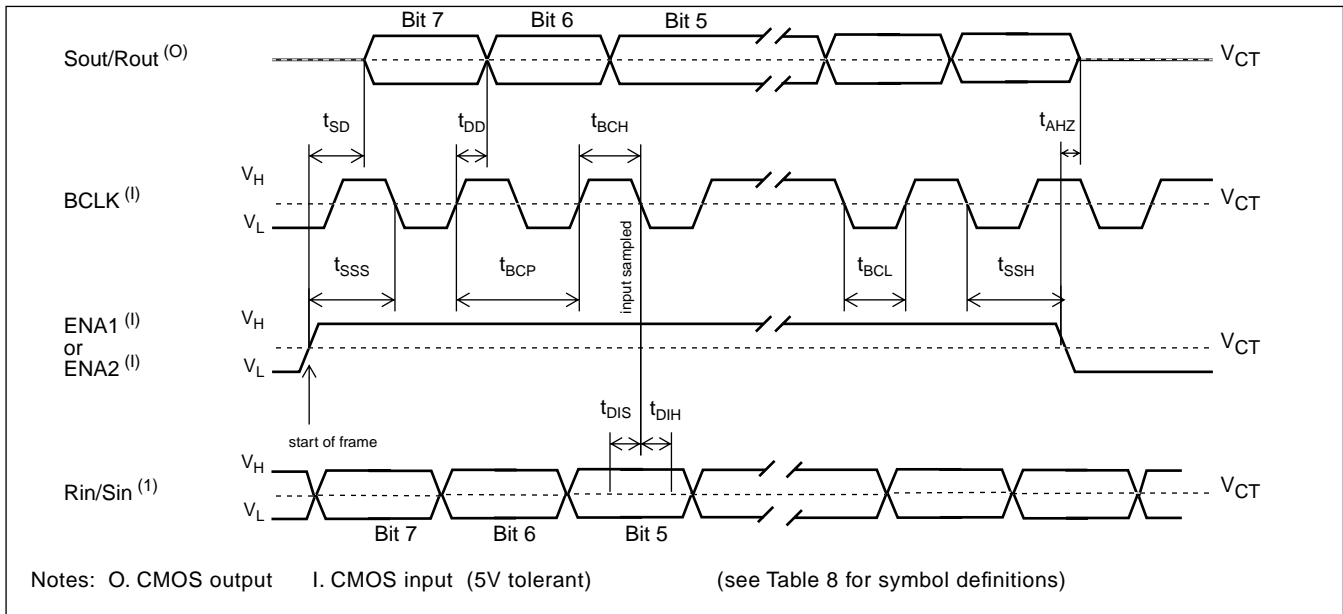 Bit 7 Bit 6 Bit 5
Sout/Rout (O) VCT
tSD tDD tBCH tAHZ
VH
BCLK (I) VCT
VL
input sampled
tSSS tBCP tBCL tSSH
ENA1 (I) VH
or VCT
ENA2 (I) VL
tDIS tDIH
start of frame
VH
Rin/Sin (1) VCT
VL
Bit 7 Bit 6 Bit 5
Notes: O. CMOS output I. CMOS input (5V tolerant) (see Table 8 for symbol definitions)